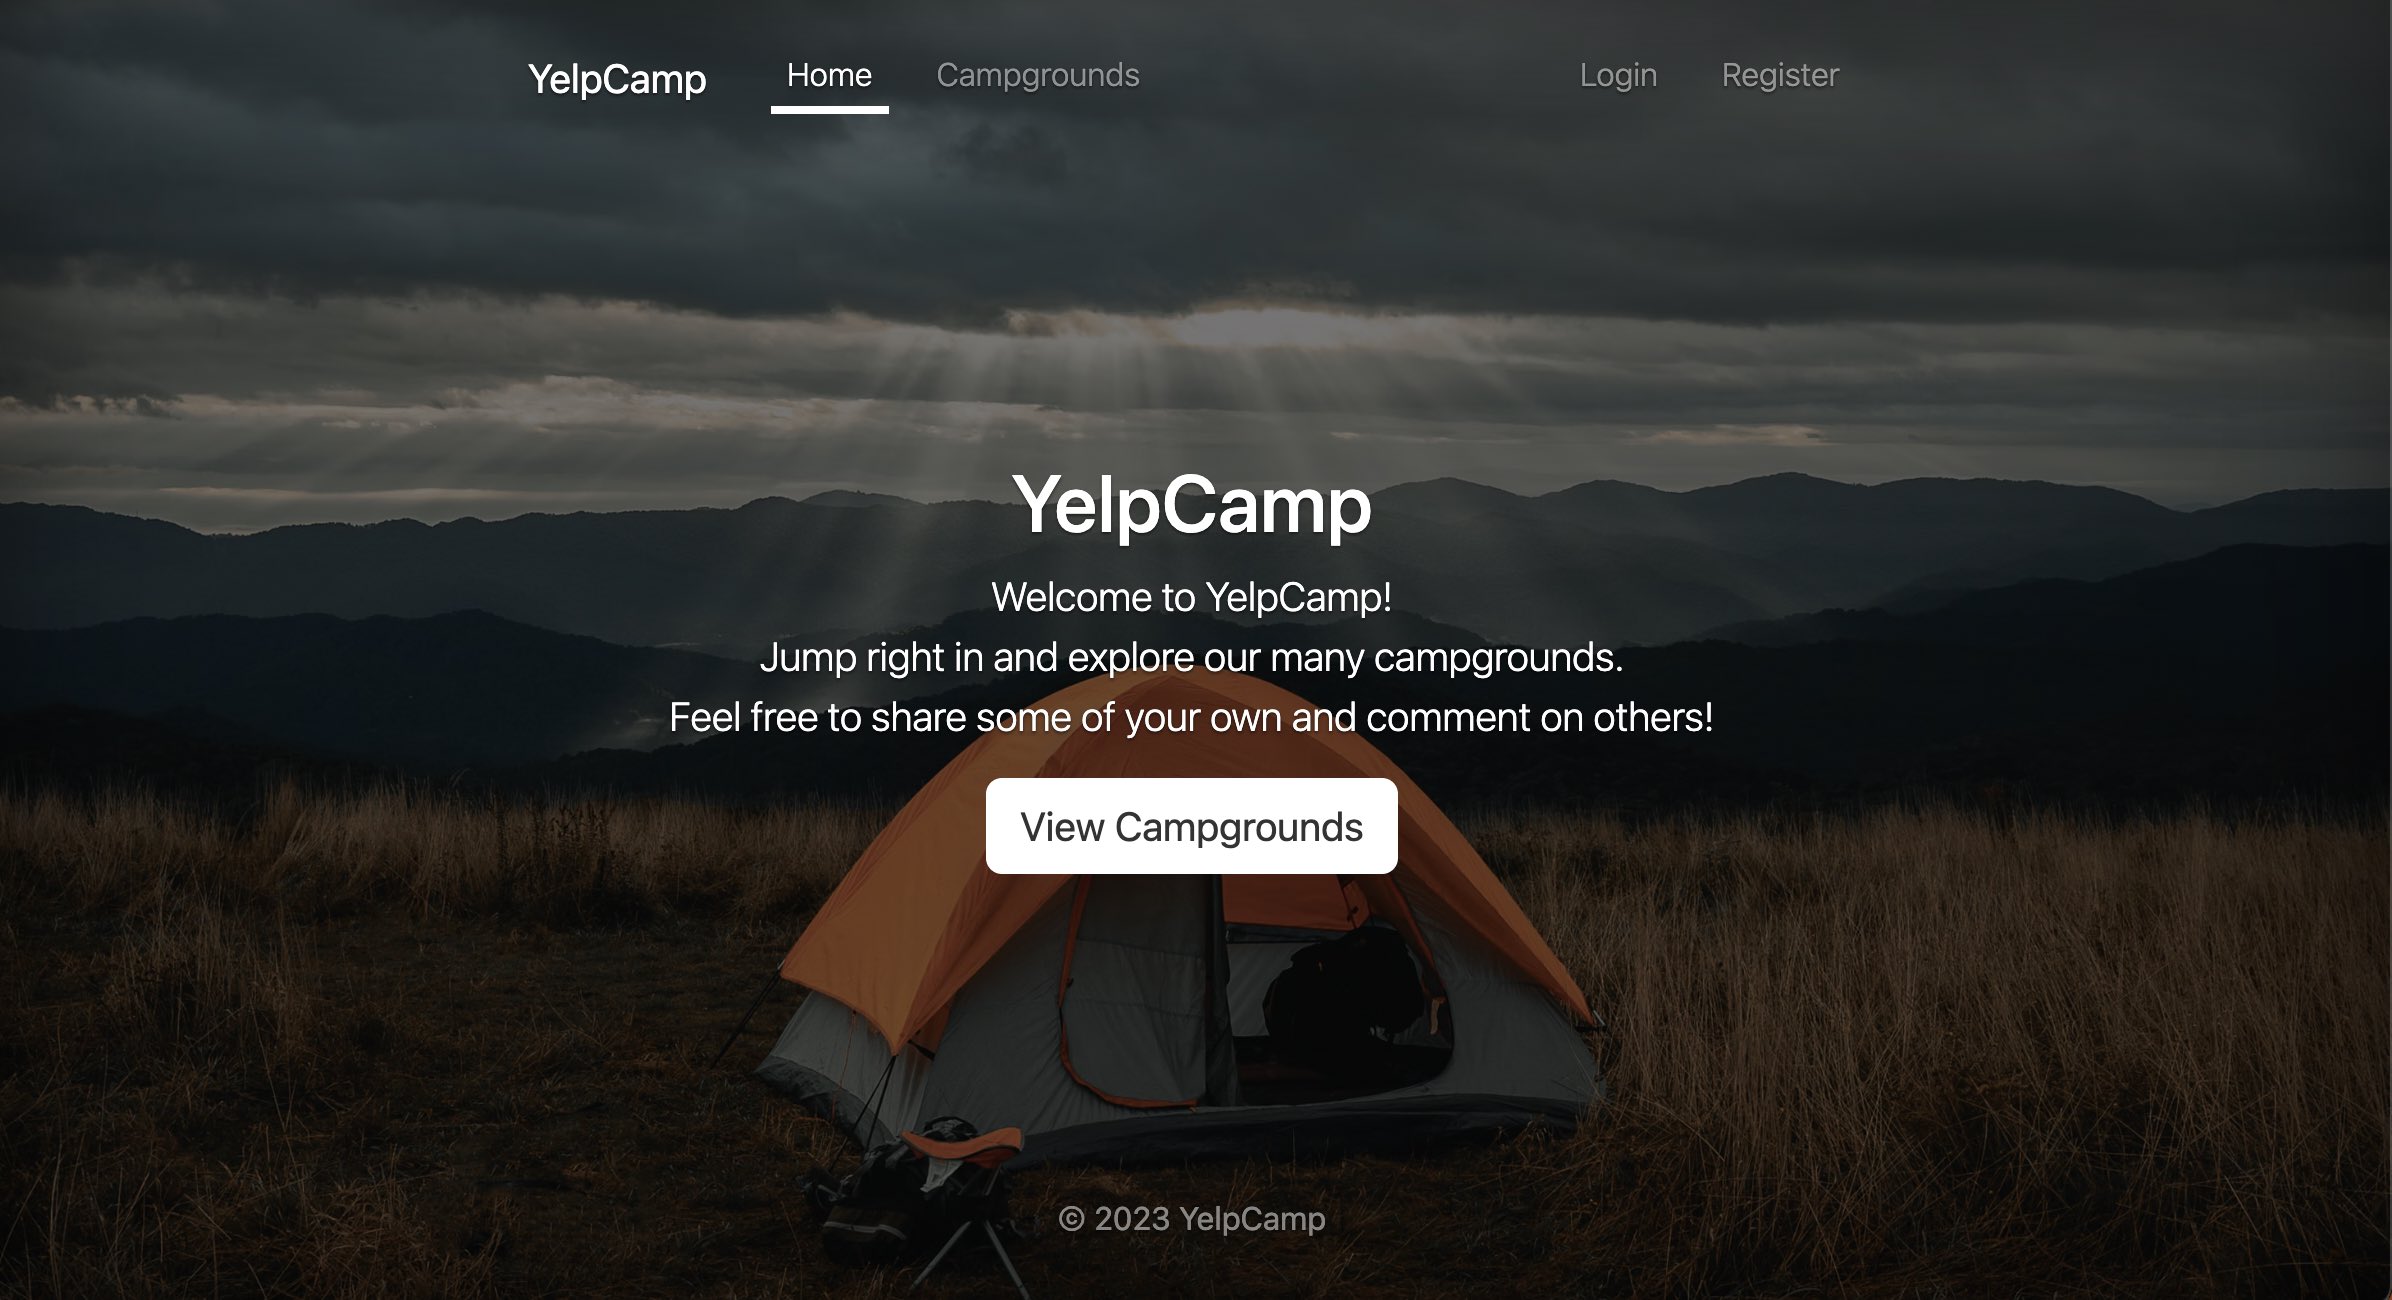 YelpCamp Home Campgrounds Login Register
YelpCamp
Welcome to YelpCamp!
Jump right in and explore our many campgrounds.
Feel free to share some of your own and comment on others!
View Campgrounds
© 2023 YelpCamp